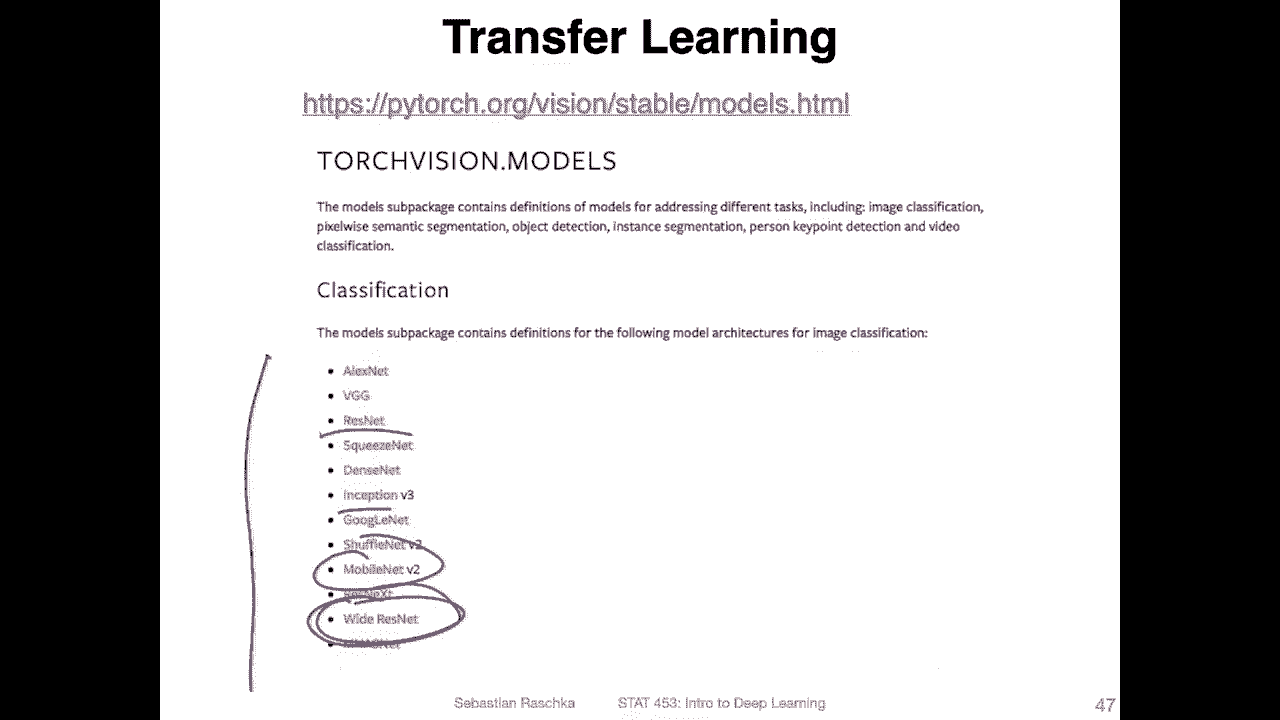 Transfer Learning
https://pytorch.org/vision/stable/models.html
TORCHVISION.MODELS
The models subpackage contains definitions of models for addressing different tasks, including: image classification,
pixelwise semantic segmentation, object detection, instance segmentation, person keypoint detection and video
classification.
Classification
The models subpackage contains definitions for the following model architectures for image classification:
• AlexNet
• VGG
• ResNet
• SqueezeNet
• DenseNet
• Inception v3
• GoogLeNet
• ShuffleNet v2
• MobileNet v2
• ResNeXt
• Wide ResNet
• MNASNet
Sebastian Raschka STAT 453: Intro to Deep Learning 47